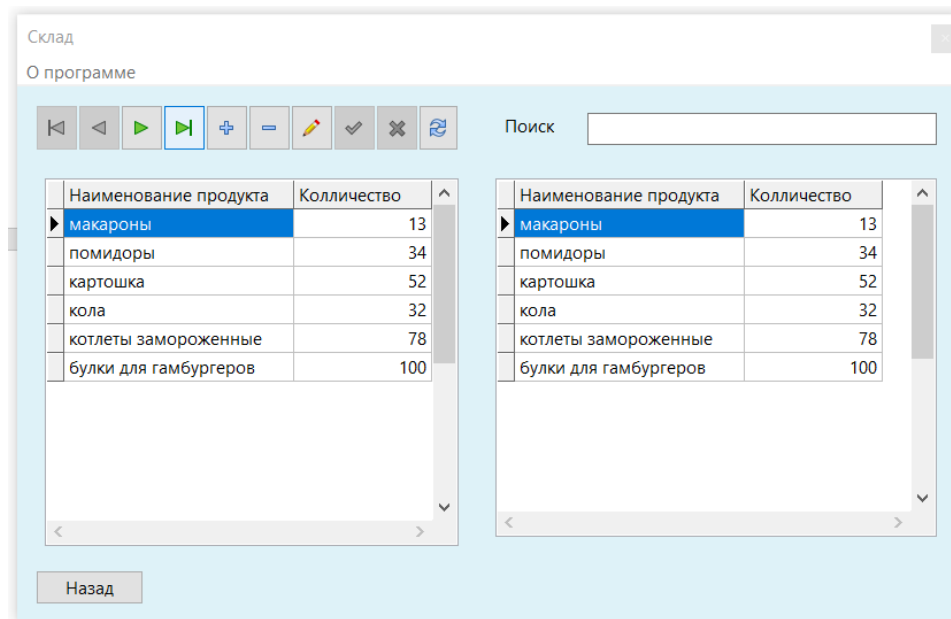 Склад
О программе
Поиск
Наименование продукта Колличество
макароны 13
помидоры 34
картошка 52
кола 32
котлеты замороженные 78
булки для гамбургеров 100
Наименование продукта Колличество
макароны 13
помидоры 34
картошка 52
кола 32
котлеты замороженные 78
булки для гамбургеров 100
Назад